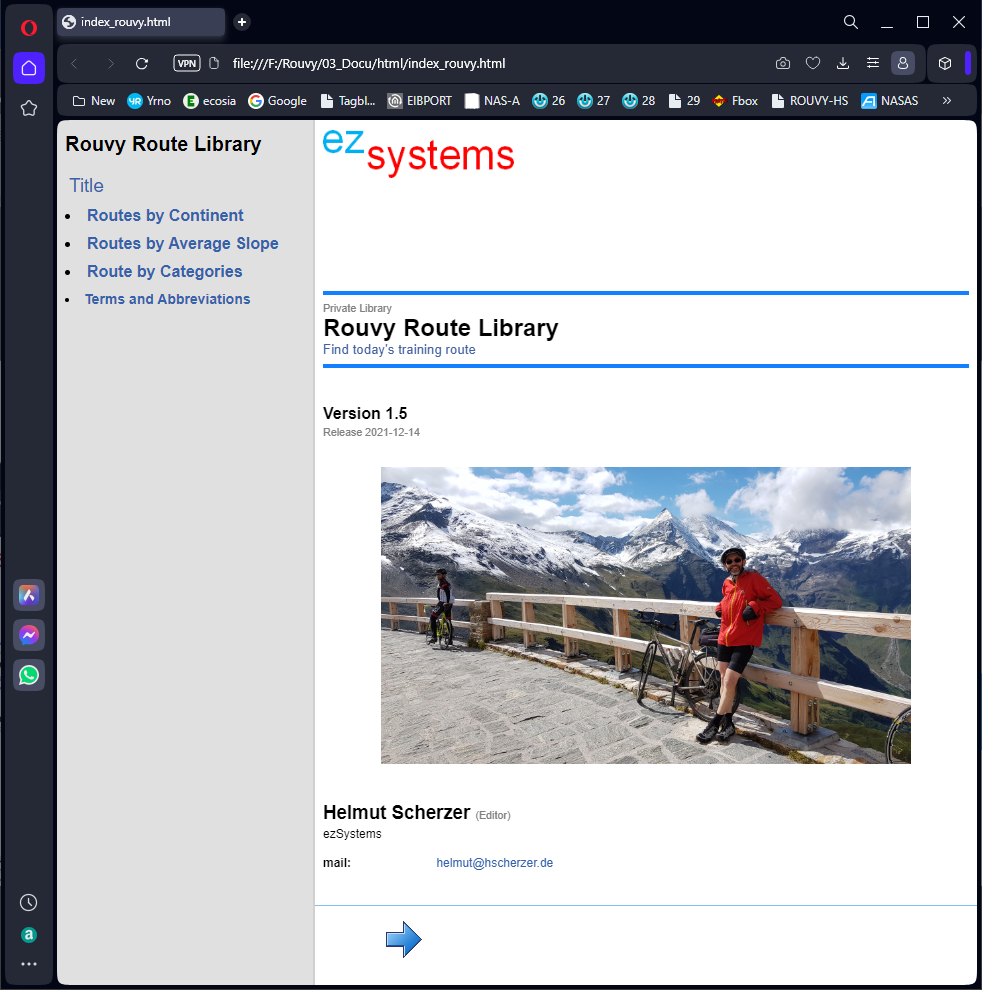 index_rouvy.html
VPN
file:///F:/Rouvy/03_Docu/html/index_rouvy.html
New YR Yrno ecosia Google Tagbl... EIBPORT NAS-A 26 27 28 29 Fbox ROUVY-HS NASAS »
Rouvy Route Library
Title
• Routes by Continent
• Routes by Average Slope
• Route by Categories
• Terms and Abbreviations
ez
systems
Private Library
Rouvy Route Library
Find today's training route
Version 1.5
Release 2021-12-14
Helmut Scherzer (Editor)
ezSystems
mail: helmut@hscherzer.de
a